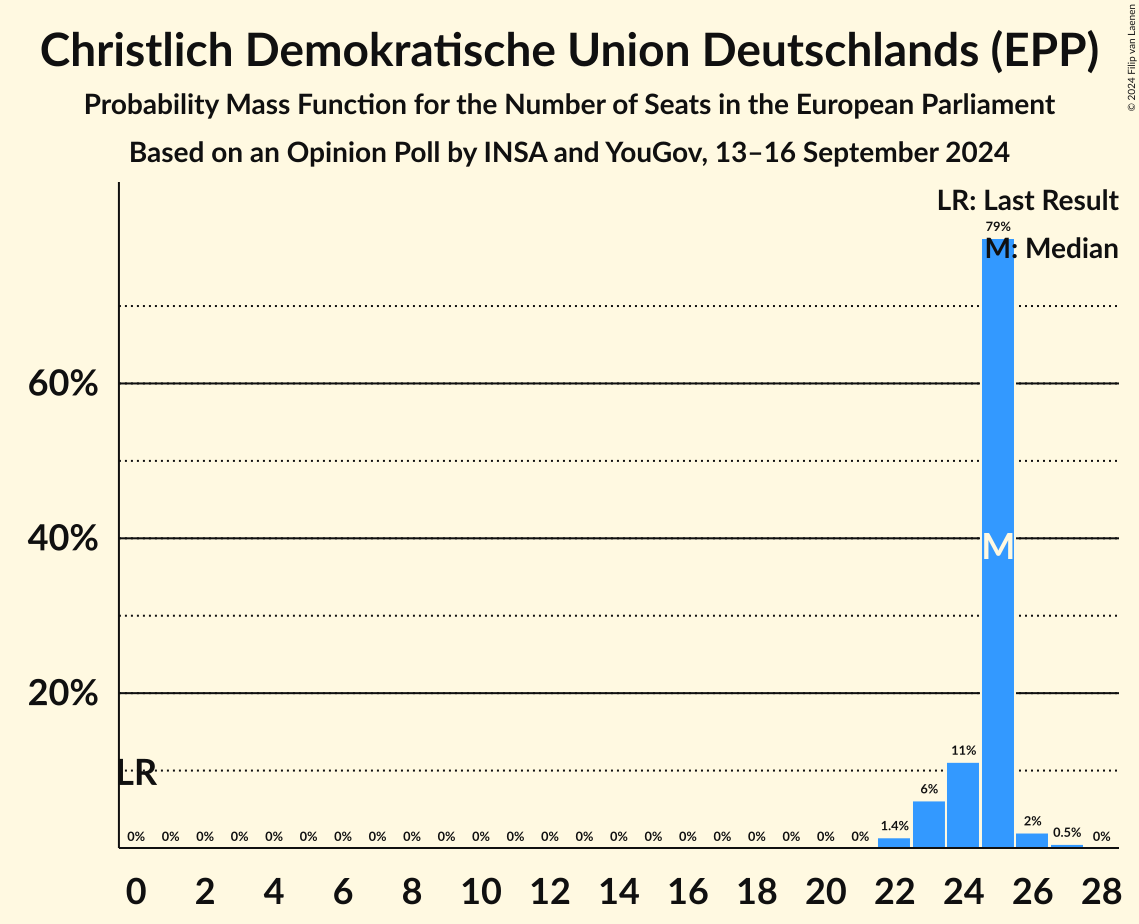 Christlich Demokratische Union Deutschlands (EPP)
Probability Mass Function for the Number of Seats in the European Parliament
Based on an Opinion Poll by INSA and YouGov, 13–16 September 2024
© 2024 Filip van Laenen
LR: Last Result
M: Median
79%
60%
40%
M
20%
LR
11%
6%
1.4%
2%
0.5%
0% 0% 0% 0% 0% 0% 0% 0% 0% 0% 0% 0% 0% 0% 0% 0% 0% 0% 0% 0% 0% 0% 0%
0 2 4 6 8 10 12 14 16 18 20 22 24 26 28